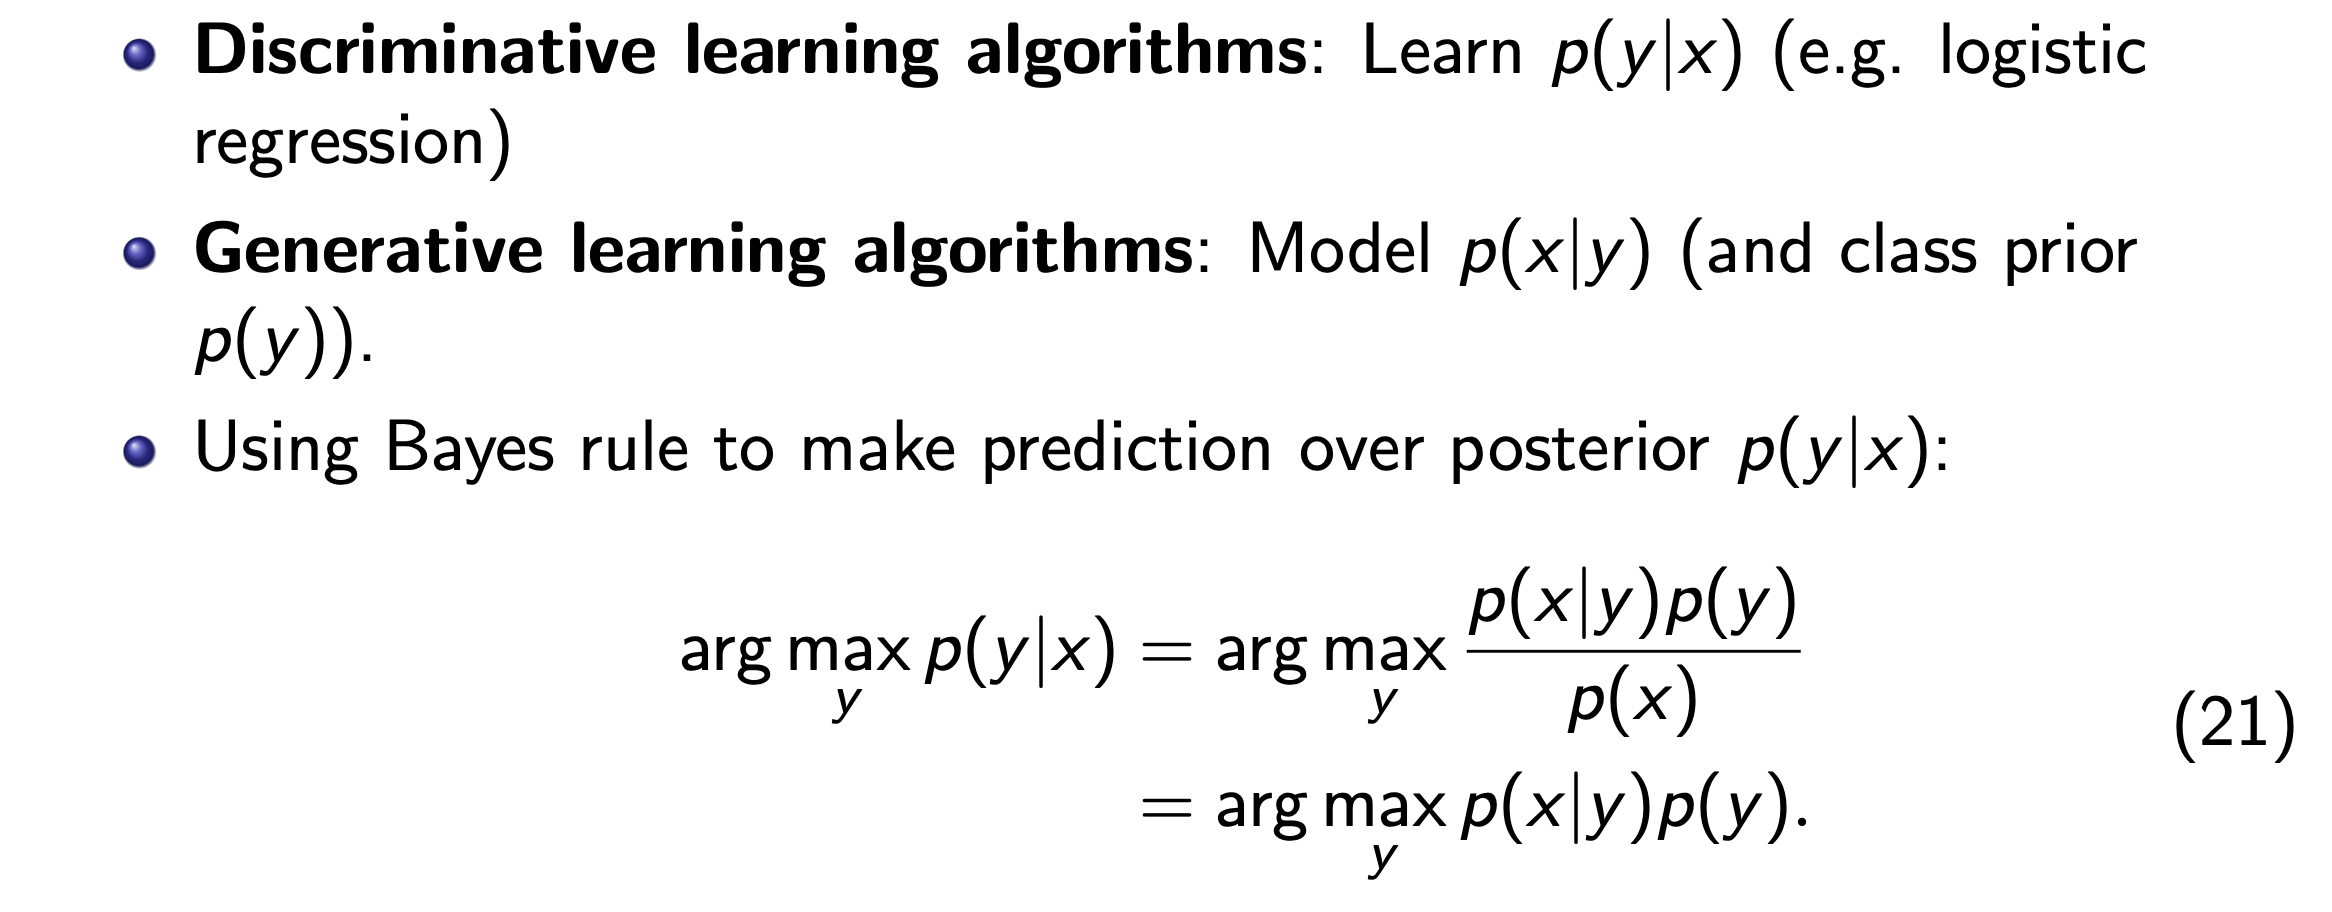 • Discriminative learning algorithms: Learn p(y|x) (e.g. logistic
regression)
• Generative learning algorithms: Model p(x|y) (and class prior
p(y)).
• Using Bayes rule to make prediction over posterior p(y|x):
arg max_y p(y|x) = arg max_y \frac{p(x|y)p(y)}{p(x)}
= arg max_y p(x|y)p(y).
(21)